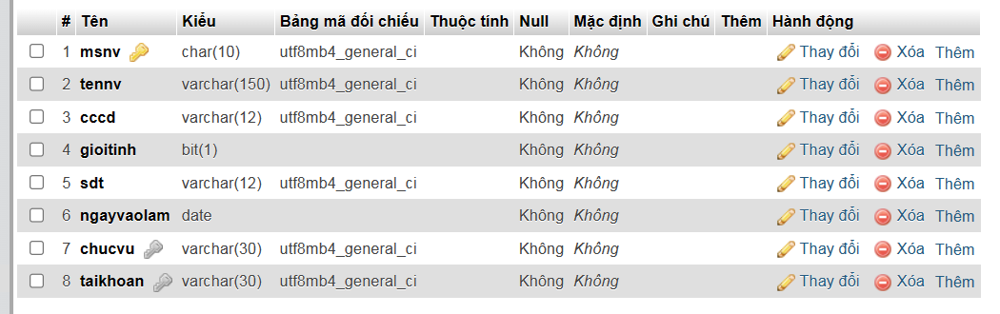 # Tên Kiểu Bảng mã đối chiếu Thuộc tính Null Mặc định Ghi chú Thêm Hành động
1 msnv char(10) utf8mb4_general_ci Không Không Thay đổi Xóa Thêm
2 tennv varchar(150) utf8mb4_general_ci Không Không Thay đổi Xóa Thêm
3 cccd varchar(12) utf8mb4_general_ci Không Không Thay đổi Xóa Thêm
4 gioitinh bit(1) Không Không Thay đổi Xóa Thêm
5 sdt varchar(12) utf8mb4_general_ci Không Không Thay đổi Xóa Thêm
6 ngayvaolam date Không Không Thay đổi Xóa Thêm
7 chucvu varchar(30) utf8mb4_general_ci Không Không Thay đổi Xóa Thêm
8 taikhoan varchar(30) utf8mb4_general_ci Không Không Thay đổi Xóa Thêm